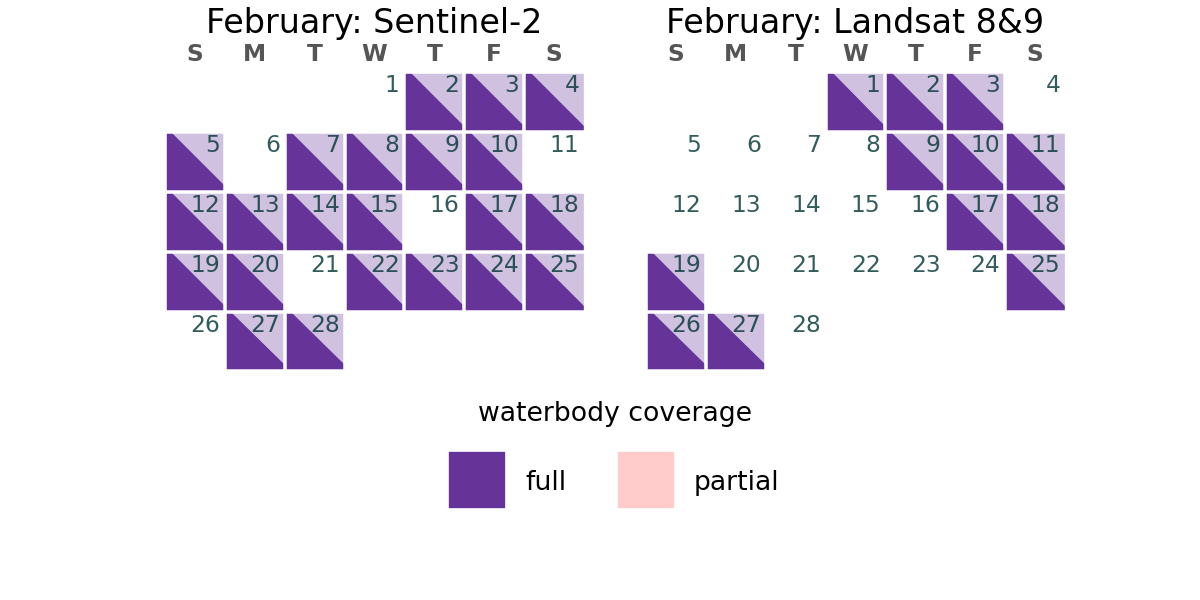 February: Sentinel-2
S M T W T F S
1 2 3 4
5 6 7 8 9 10 11
12 13 14 15 16 17 18
19 20 21 22 23 24 25
26 27 28
February: Landsat 8&9
S M T W T F S
1 2 3 4
5 6 7 8 9 10 11
12 13 14 15 16 17 18
19 20 21 22 23 24 25
26 27 28
waterbody coverage
full partial